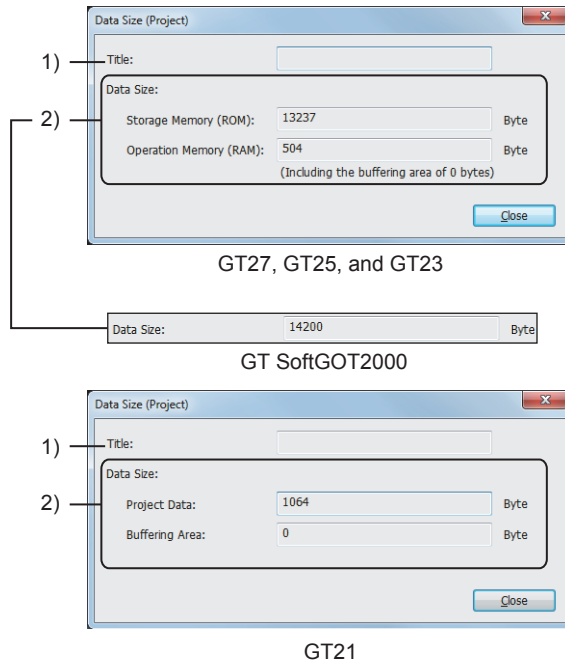 Data Size (Project)
x
1) Title:
2) Data Size:
Storage Memory (ROM): 13237 Byte
Operation Memory (RAM): 504 Byte
(Including the buffering area of 0 bytes)
Close
GT27, GT25, and GT23
Data Size: 14200 Byte
GT SoftGOT2000
Data Size (Project)
x
1) Title:
Data Size:
2) Project Data: 1064 Byte
Buffering Area: 0 Byte
Close
GT21